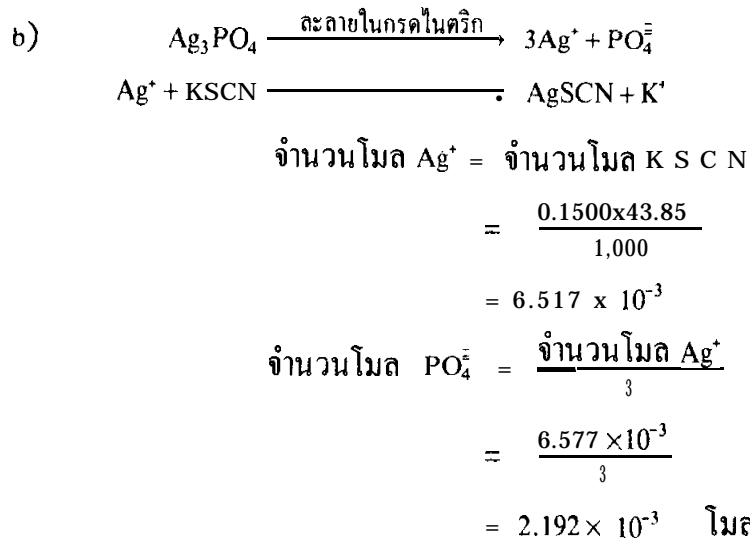 b) Ag₃PO₄ ละลายในกรดไนตริก → 3Ag⁺ + PO₄≡
Ag⁺ + KSCN ⟶ AgSCN + K⁺
จำนวนโมล Ag⁺ = จำนวนโมล K S C N
= 0.1500x43.85 / 1,000
= 6.517 x 10⁻³
จำนวนโมล PO₄≡ = จำนวนโมล Ag⁺ / 3
= 6.577 × 10⁻³ / 3
= 2.192 × 10⁻³ โมล